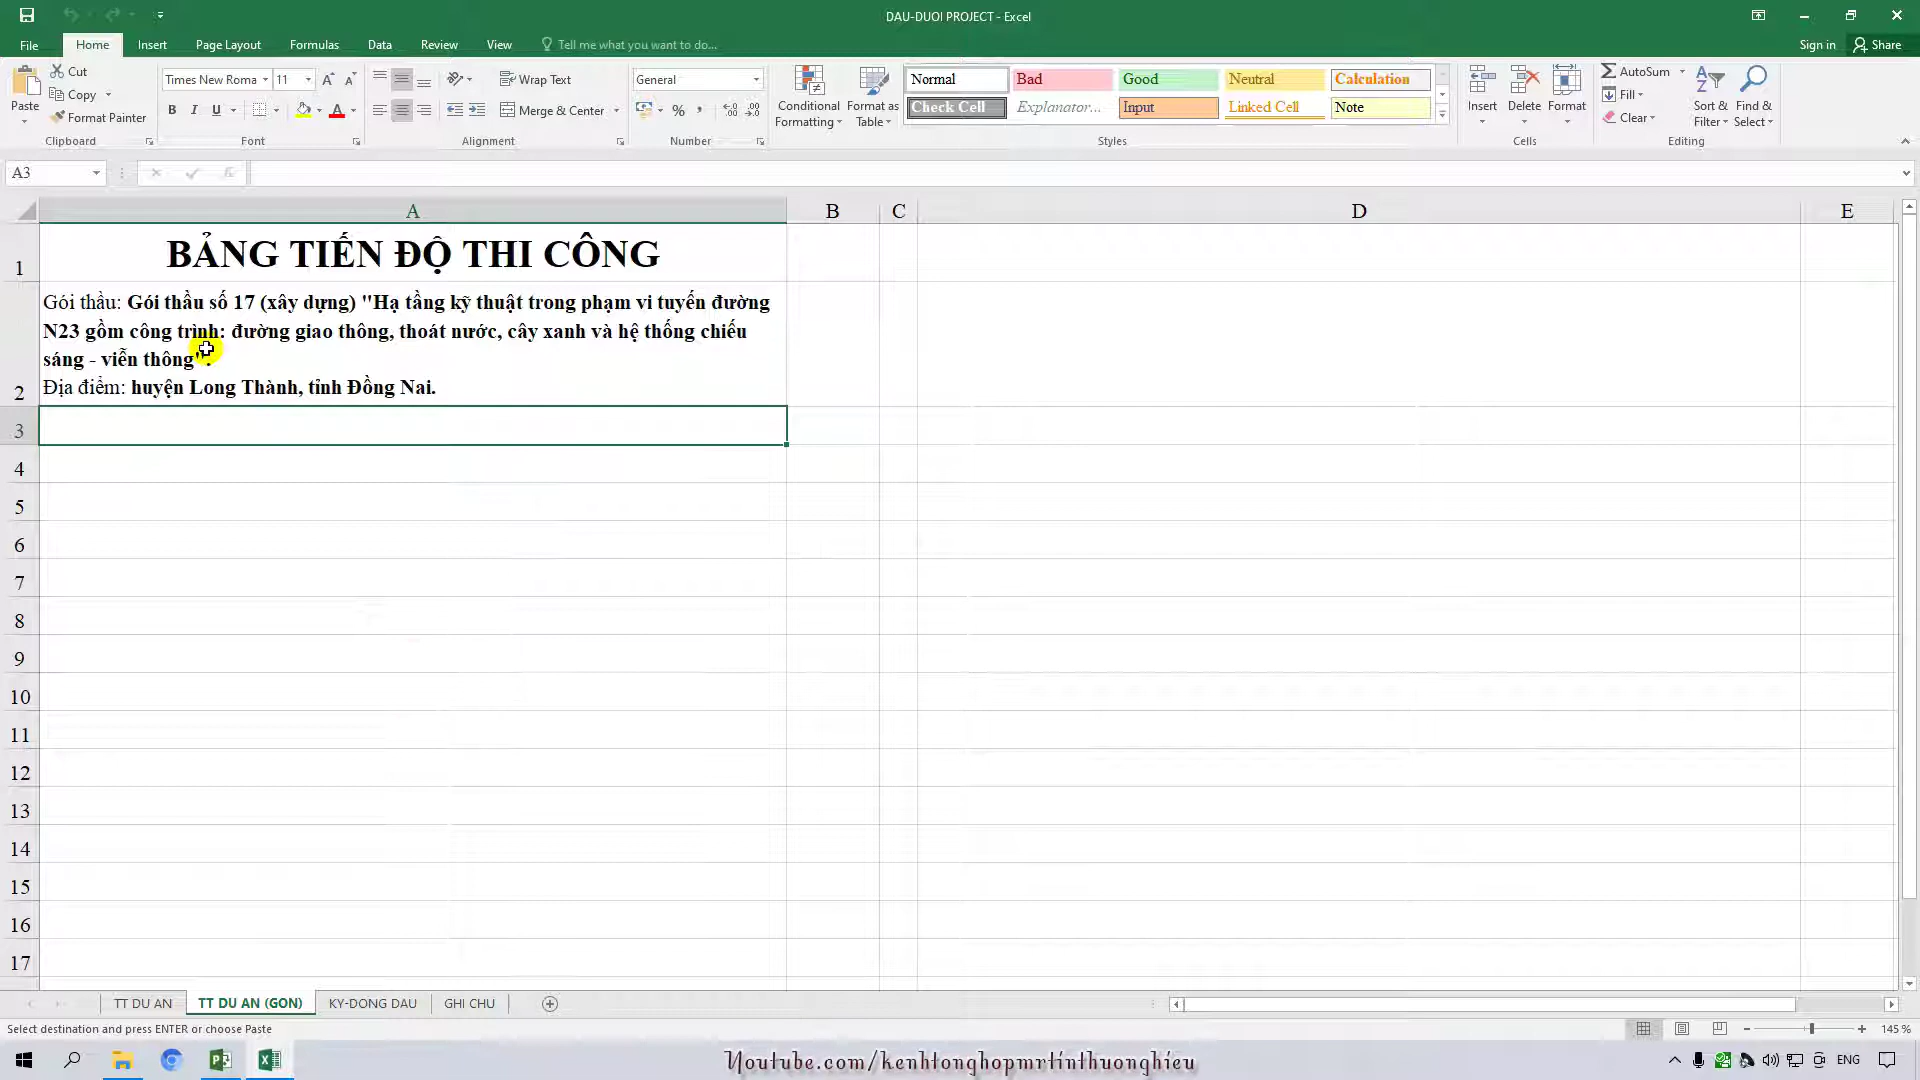 DAU-DUOI PROJECT - Excel
File Home Insert Page Layout Formulas Data Review View Tell me what you want to do... Sign in Share
Paste Cut Copy Format Painter Clipboard
Times New Roma 11 Font
Wrap Text Merge & Center Alignment
General Number
Conditional Formatting Format as Table
Normal Bad Good Neutral Calculation
Check Cell Explanator... Input Linked Cell Note
Styles
Insert Delete Format Cells
AutoSum Fill Clear Sort & Filter Find & Select Editing
A3
A B C D E
1 BẢNG TIẾN ĐỘ THI CÔNG
Gói thầu: Gói thầu số 17 (xây dựng) "Hạ tầng kỹ thuật trong phạm vi tuyến đường
N23 gồm công trình: đường giao thông, thoát nước, cây xanh và hệ thống chiếu
sáng - viễn thông".
2 Địa điểm: huyện Long Thành, tỉnh Đồng Nai.
3
4
5
6
7
8
9
10
11
12
13
14
15
16
17
TT DU AN TT DU AN (GON) KY-DONG DAU GHI CHU
Select destination and press ENTER or choose Paste
145 %
Youtube.com/kenhtonghopmrtinthuonghieu
ENG